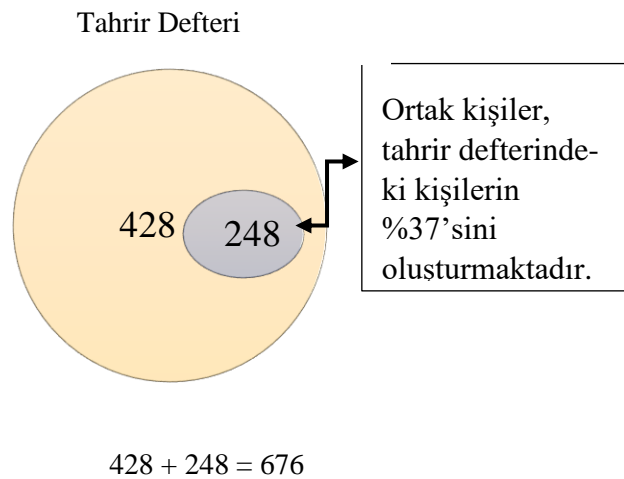 Tahrir Defteri
Ortak kişiler,
tahrir defterinde-
ki kişilerin
%37’sini
oluşturmaktadır.
428
248
428 + 248 = 676